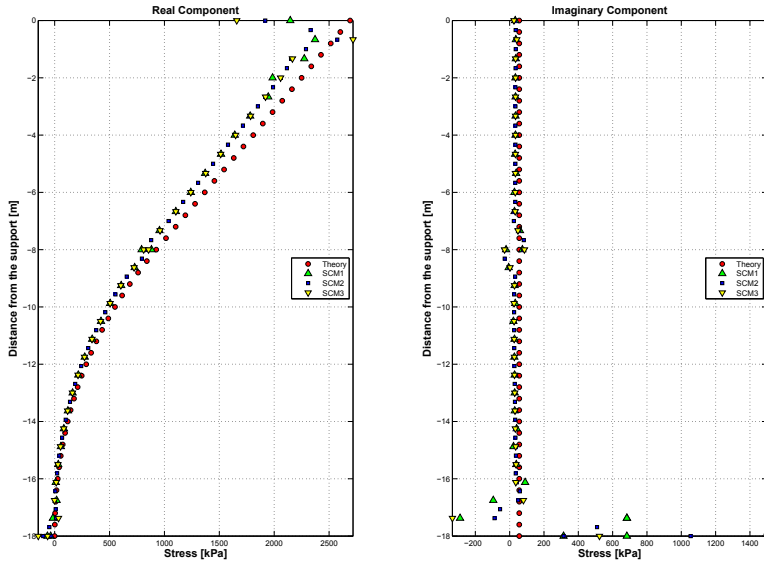 Real Component
Imaginary Component
0
−2
−4
−6
−8
−10
−12
−14
−16
−18
0
500
1000
1500
2000
2500
Stress [kPa]
Distance from the support [m]
Theory
SCM1
SCM2
SCM3
0
−2
−4
−6
−8
−10
−12
−14
−16
−18
−200
0
200
400
600
800
1000
1200
1400
Stress [kPa]
Distance from the support [m]
Theory
SCM1
SCM2
SCM3